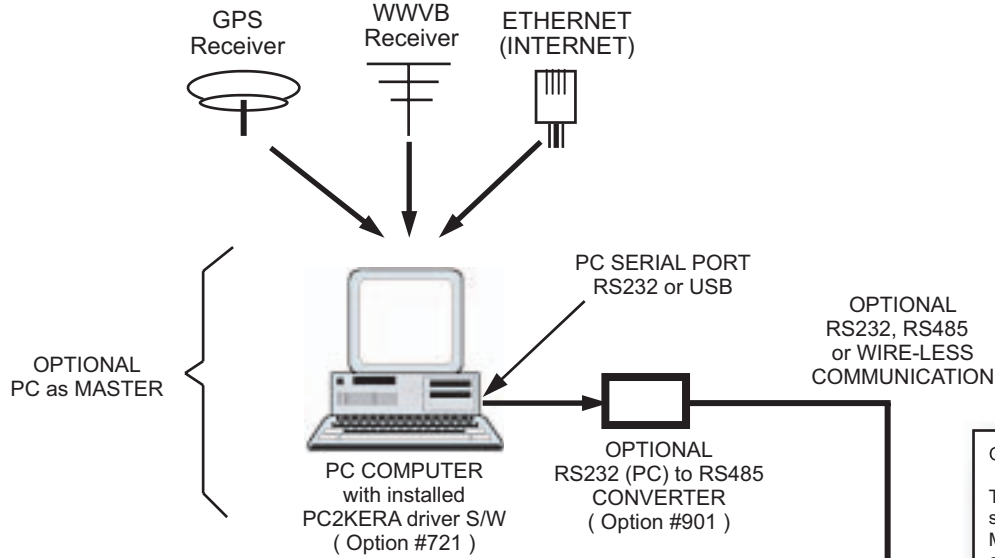 GPS
Receiver
WWVB
Receiver
ETHERNET
(INTERNET)
PC SERIAL PORT
RS232 or USB
OPTIONAL
RS232, RS485
or WIRE-LESS
COMMUNICATION
OPTIONAL
PC as MASTER
PC COMPUTER
with installed
PC2KERA driver S/W
( Option #721 )
OPTIONAL
RS232 (PC) to RS485
CONVERTER
( Option #901 )